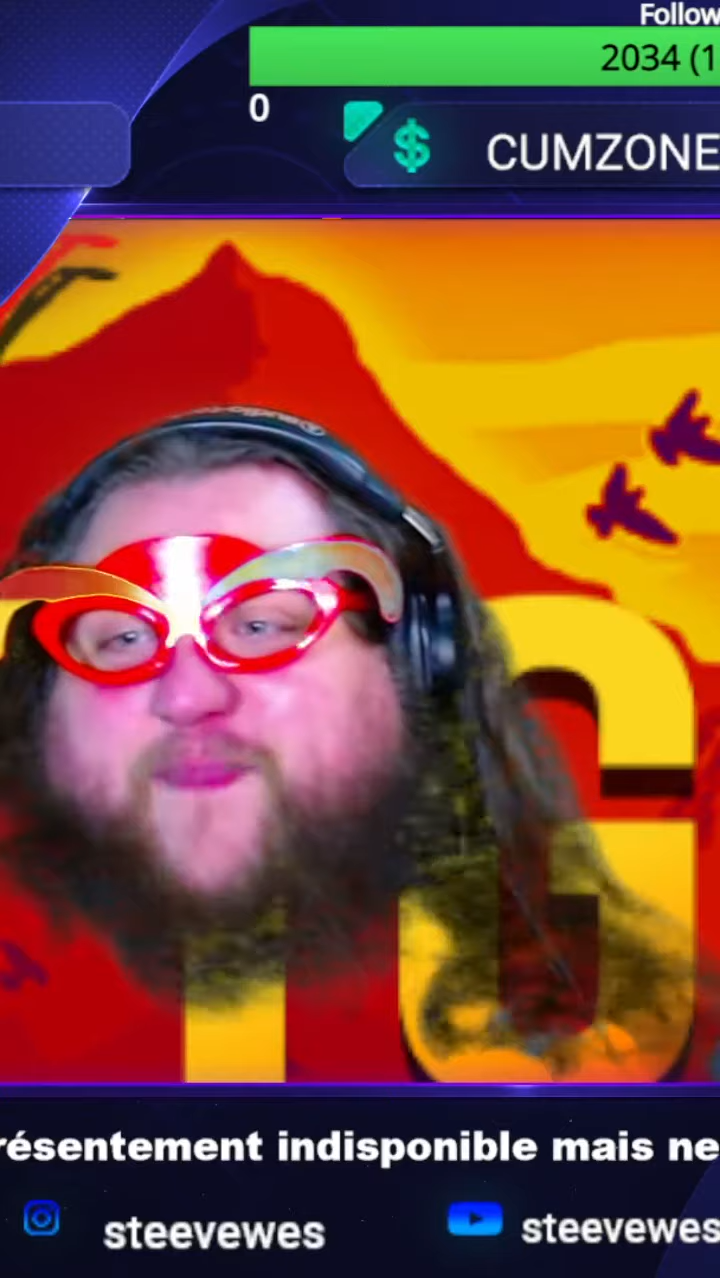 Follow
2034 (1
0
$ CUMZONE
G
résentement indisponible mais ne
steevewes
steevewes